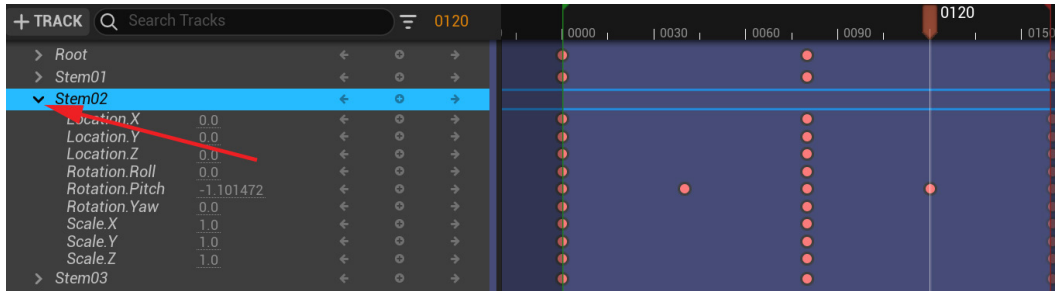 + TRACK Search Tracks 0120 0120
0000 0030 0060 0090 0150
Root
Stem01
Stem02
Location.X 0.0
Location.Y 0.0
Location.Z 0.0
Rotation.Roll 0.0
Rotation.Pitch -1.101472
Rotation.Yaw 0.0
Scale.X 1.0
Scale.Y 1.0
Scale.Z 1.0
Stem03